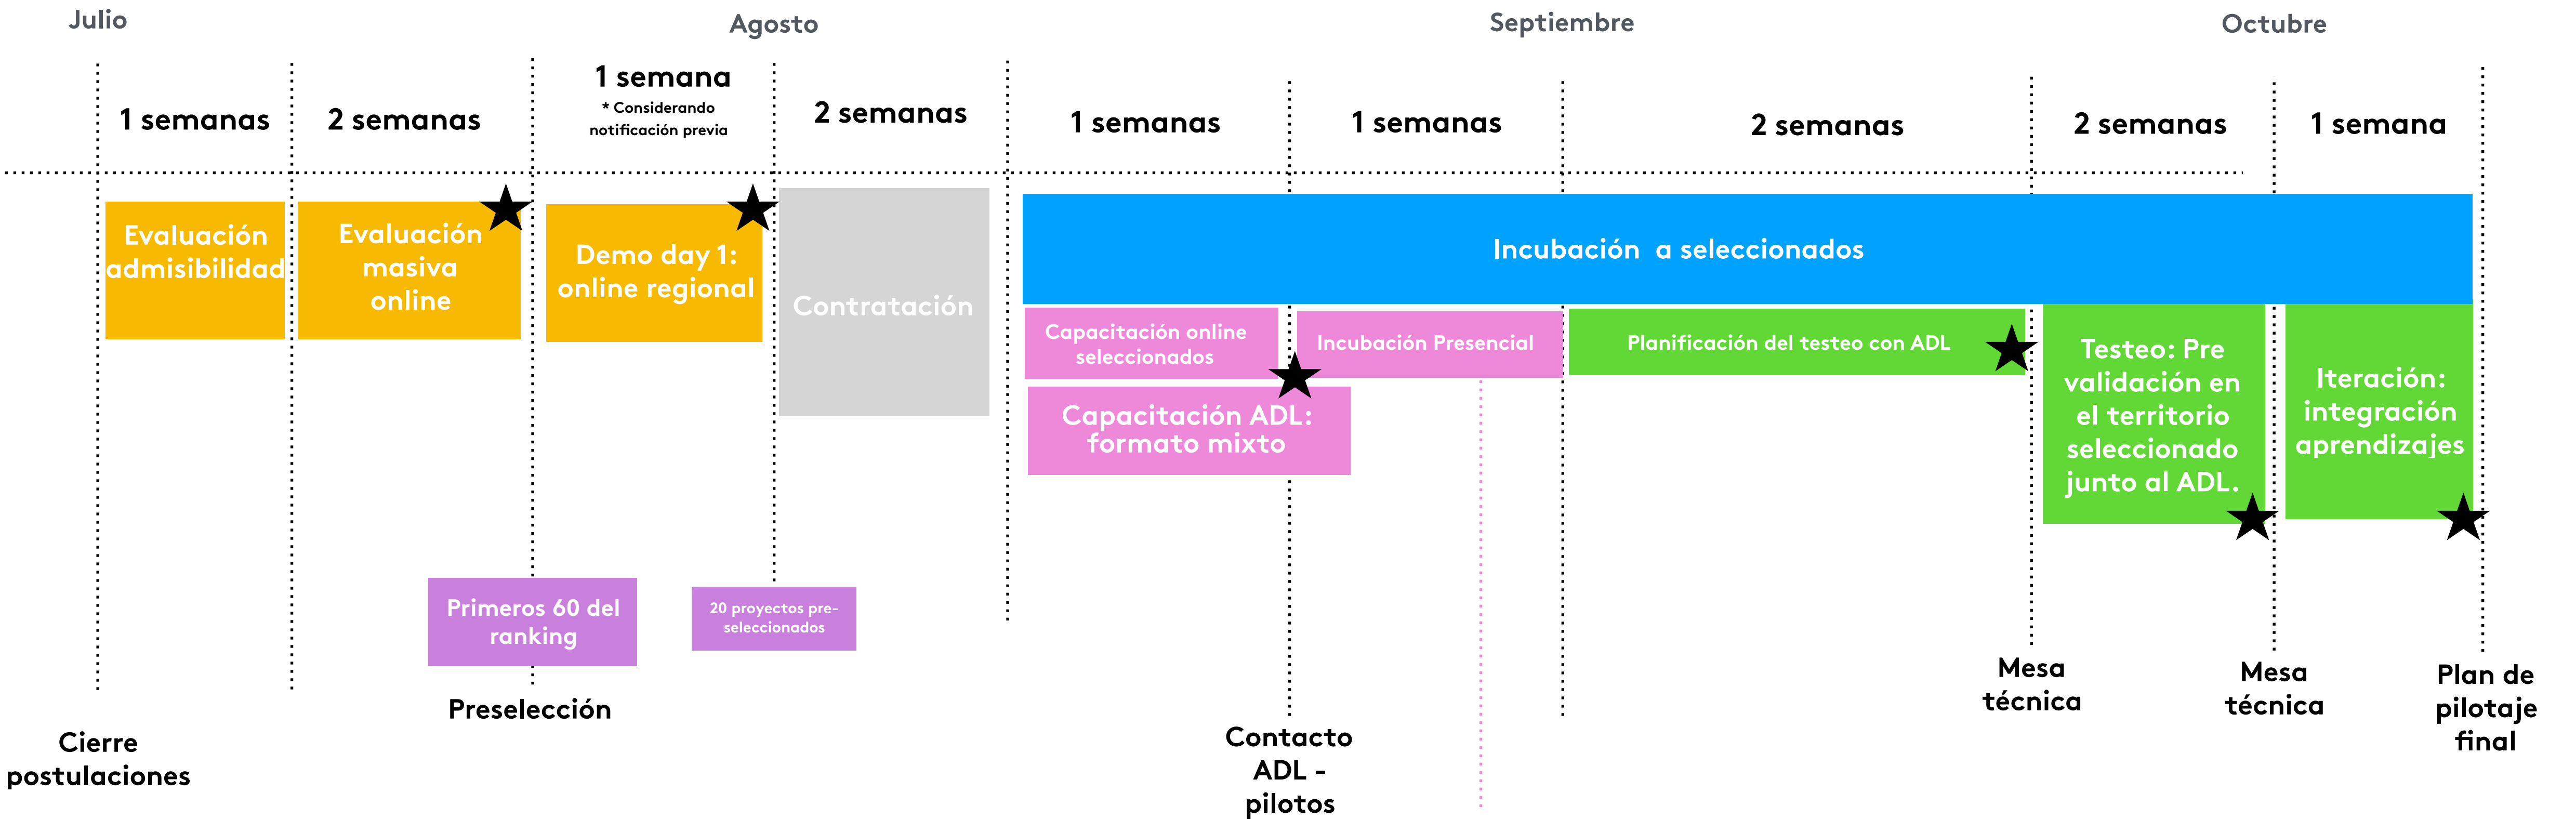 Julio
Agosto
Septiembre
Octubre
1 semanas
2 semanas
1 semana
* Considerando
notificación previa
2 semanas
1 semanas
1 semanas
2 semanas
2 semanas
1 semana
Evaluación
admisibilidad
Evaluación
masiva
online
Demo day 1:
online regional
Contratación
Incubación a seleccionados
Capacitación online
seleccionados
Incubación Presencial
Planificación del testeo con ADL
Testeo: Pre
validación en
el territorio
seleccionado
junto al ADL.
Iteración:
integración
aprendizajes
Capacitación ADL:
formato mixto
Primeros 60 del
ranking
20 proyectos pre-
seleccionados
Preselección
Cierre
postulaciones
Contacto
ADL -
pilotos
Mesa
técnica
Mesa
técnica
Plan de
pilotaje
final